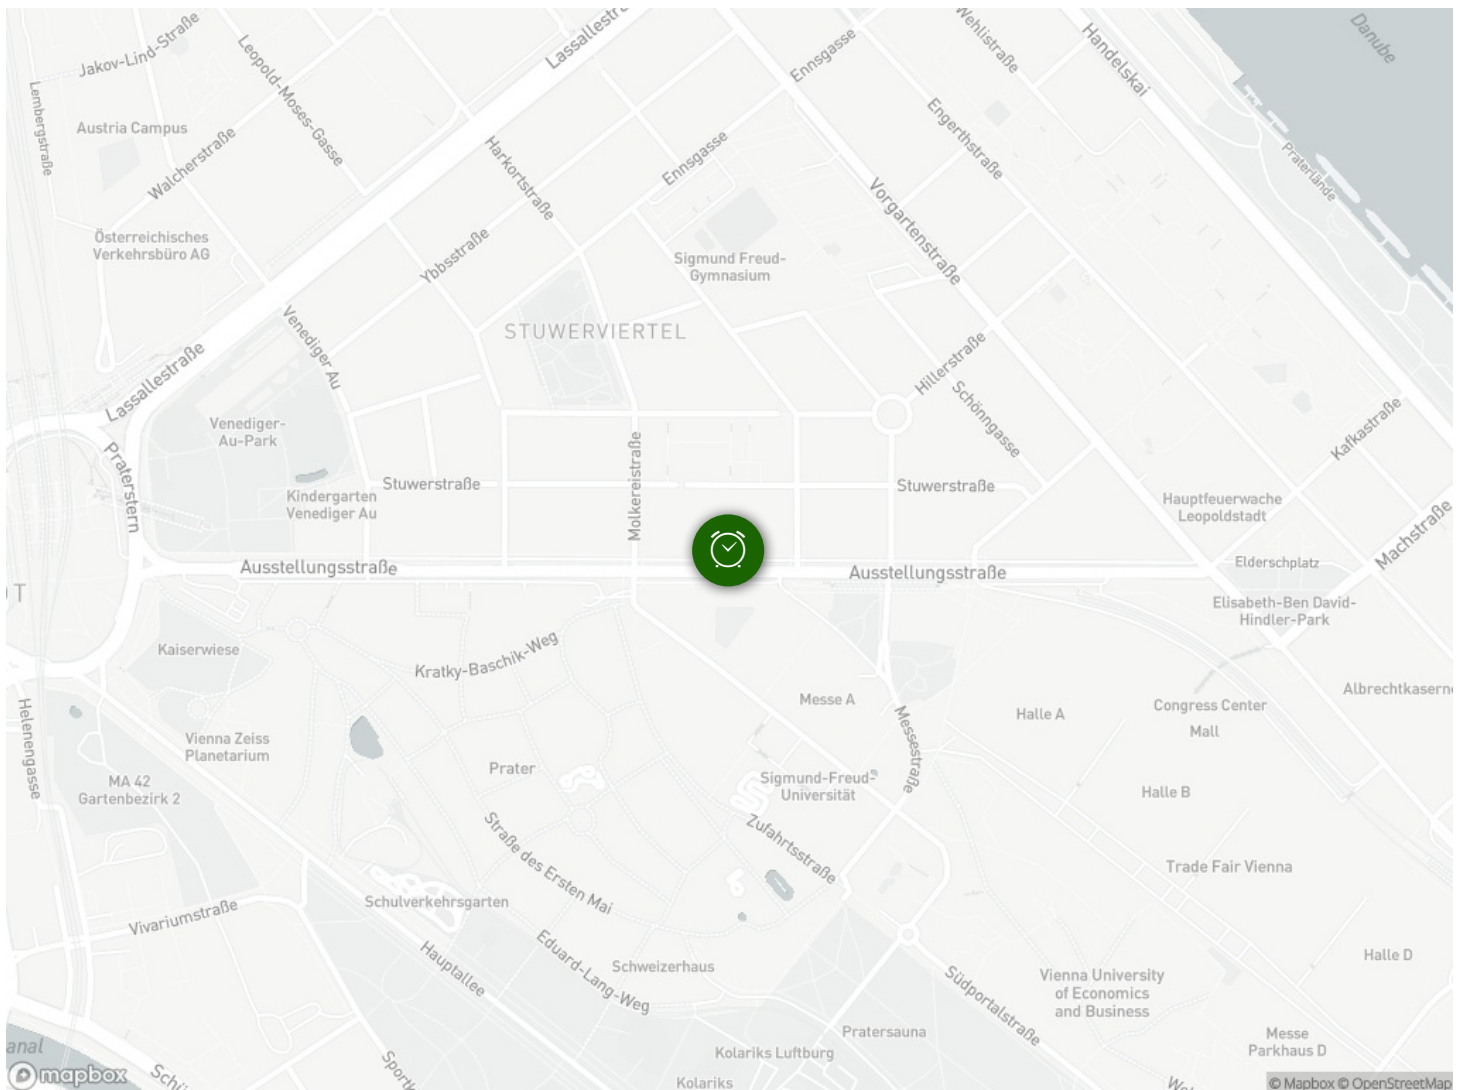 Danube
Wehlistraße
Handelskai
Lassallestra
Jakov-Lind-Straße
Leopold-Moses-Gasse
Ennsgasse
Lembergstraße
Engerthstraße
Austria Campus
Walcherstraße
Harkortstraße
Ennsgasse
Praterlände
Vorgartenstraße
Österreichisches
Verkehrsbüro AG
Ybbsstraße
Sigmund Freud-
Gymnasium
STUWERVIERTEL
Venediger Au
Lassallestraße
Hillerstraße
Schönngasse
Kafkastraße
Venediger-
Au-Park
Praterstern
Molkereistraße
Stuwerstraße
Stuwerstraße
Kindergarten
Venediger Au
Hauptfeuerwache
Leopoldstadt
Machstraße
Ausstellungsstraße
Ausstellungsstraße
Elderschplatz
T
Elisabeth-Ben David-
Hindler-Park
Kaiserwiese
Kratky-Baschik-Weg
Helenengasse
Messe A
Halle A
Albrechtkaserne
Congress Center
Mall
Messestraße
Vienna Zeiss
Planetarium
Prater
MA 42
Gartenbezirk 2
Sigmund-Freud-
Universität
Halle B
Zufahrtsstraße
Straße des Ersten Mai
Trade Fair Vienna
Schulverkehrsgarten
Vivariumstraße
Hauptallee
Eduard-Lang-Weg
Schweizerhaus
Südportalstraße
Halle D
Vienna University
of Economics
and Business
Pratersauna
Messe
Parkhaus D
Kolariks Luftburg
Kolariks
anal
mapbox
© Mapbox © OpenStreetMap